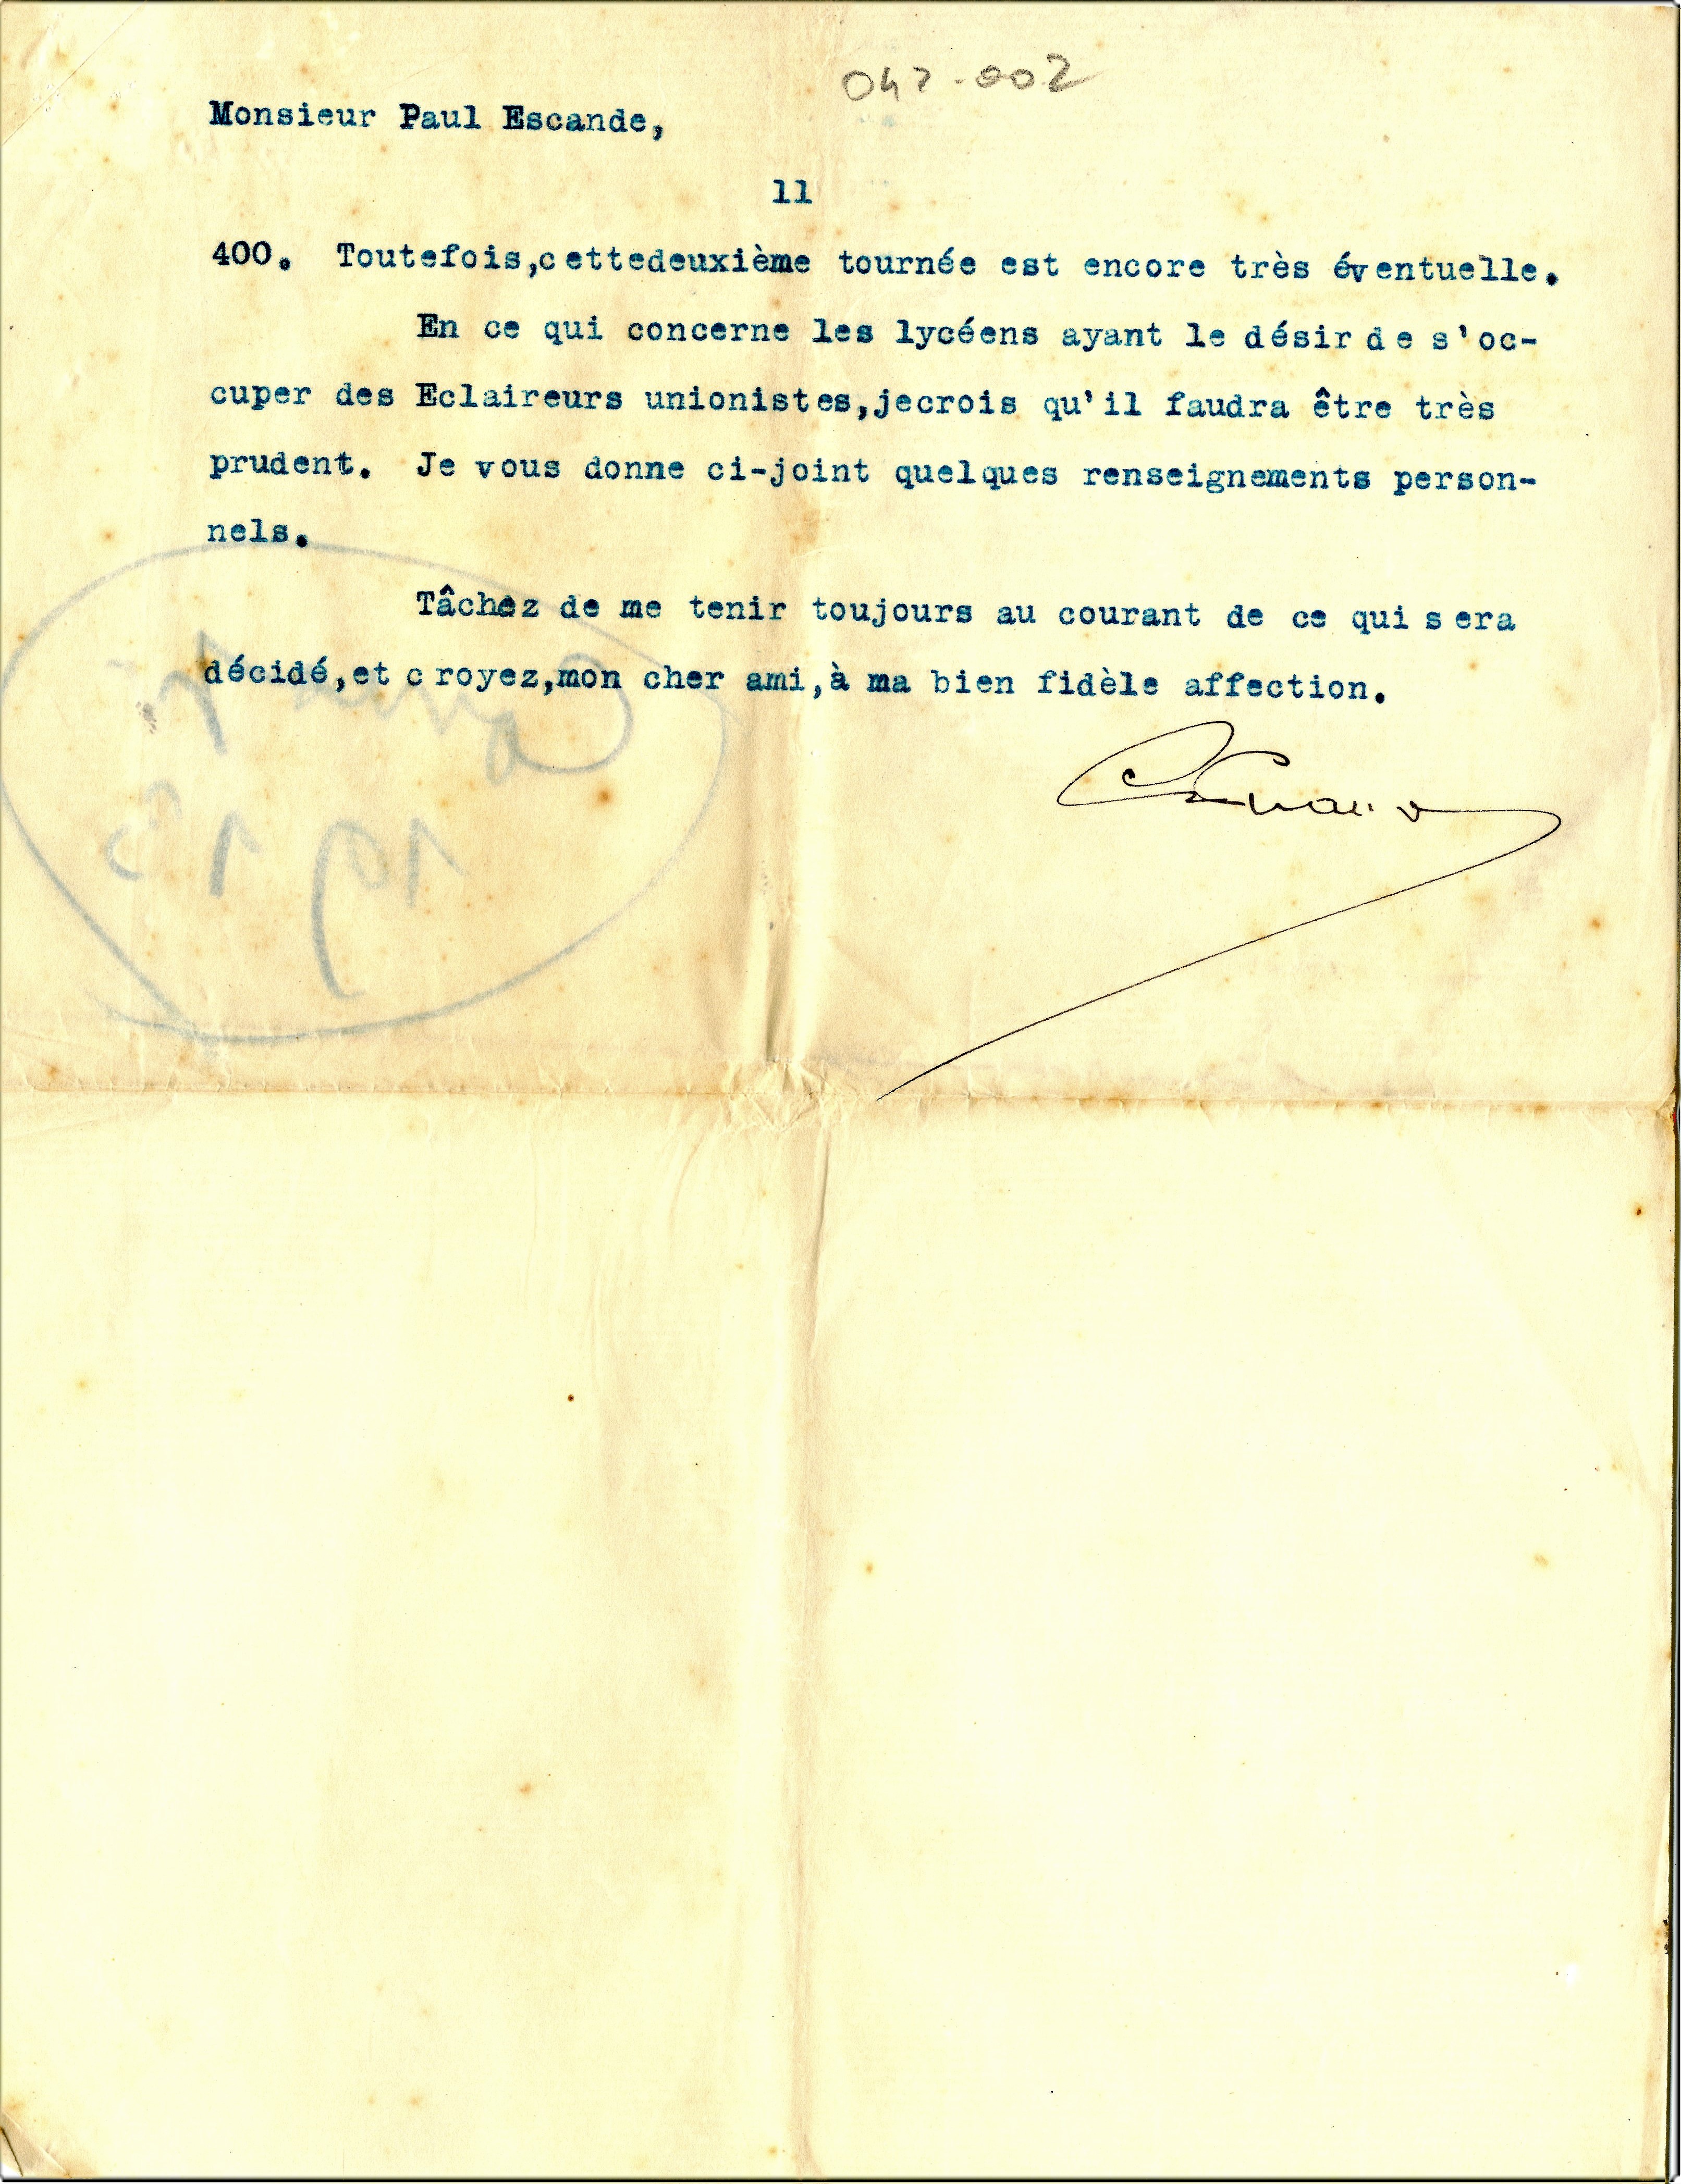 047-002
Monsieur Paul Escande,
11
400. Toutefois,cettedeuxième tournée est encore très éventuelle.
En ce qui concerne les lycéens ayant le désir de s'oc-
cuper des Eclaireurs unionistes,jecrois qu'il faudra être très
prudent. Je vous donne ci-joint quelques renseignements person-
nels.
Tâchez de me tenir toujours au courant de ce qui sera
décidé,et croyez,mon cher ami,à ma bien fidèle affection.